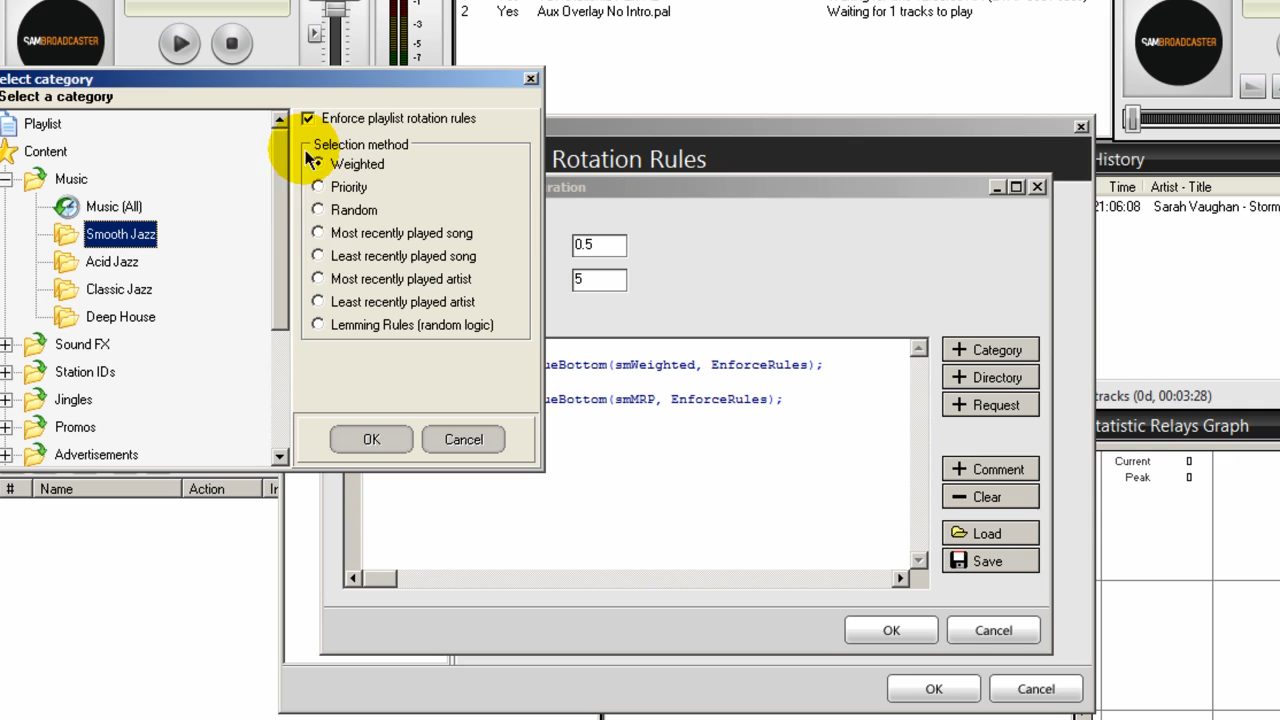 -1
-3
-5
-7
SAMBROADCASTER
2 Yes Aux Overlay No Intro.pal
Waiting for 1 tracks to play
SAMBROADCASTER
elect category
Select a category
Playlist
Content
Music
Music (All)
Smooth Jazz
Acid Jazz
Classic Jazz
Deep House
Sound FX
Station IDs
Jingles
Promos
Advertisements
Enforce playlist rotation rules
Selection method
Weighted
Priority
Random
Most recently played song
Least recently played song
Most recently played artist
Least recently played artist
Lemming Rules (random logic)
OK Cancel
# Name Action
Rotation Rules
ration
0.5
5
ueBottom(smWeighted, EnforceRules);
ueBottom(smMRP, EnforceRules);
+ Category
+ Directory
+ Request
+ Comment
Clear
Load
Save
OK Cancel
OK Cancel
History
Time Artist - Title
21:06:08 Sarah Vaughan - Storm
tracks (0d, 00:03:28)
tatistic Relays Graph
Current 0
Peak 0